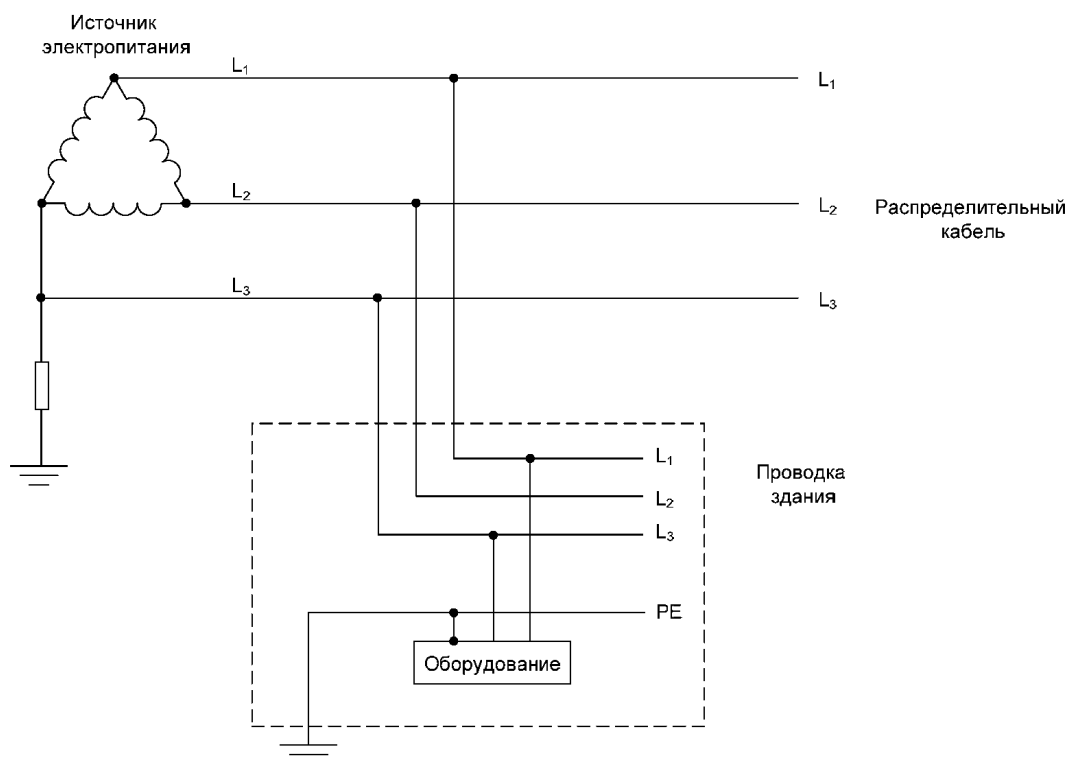 Источник
электропитания
L₁
L₁
L₂
L₂
Распределительный
кабель
L₃
L₃
L₁
Проводка
здания
L₂
L₃
PE
Оборудование